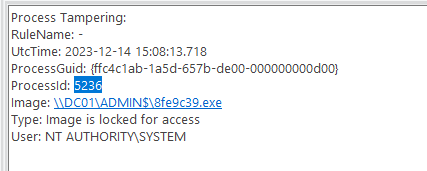 Process Tampering:
RuleName: -
UtcTime: 2023-12-14 15:08:13.718
ProcessGuid: {ffc4c1ab-1a5d-657b-de00-000000000d00}
ProcessId: 5236
Image: \\DC01\ADMIN$\8fe9c39.exe
Type: Image is locked for access
User: NT AUTHORITY\SYSTEM